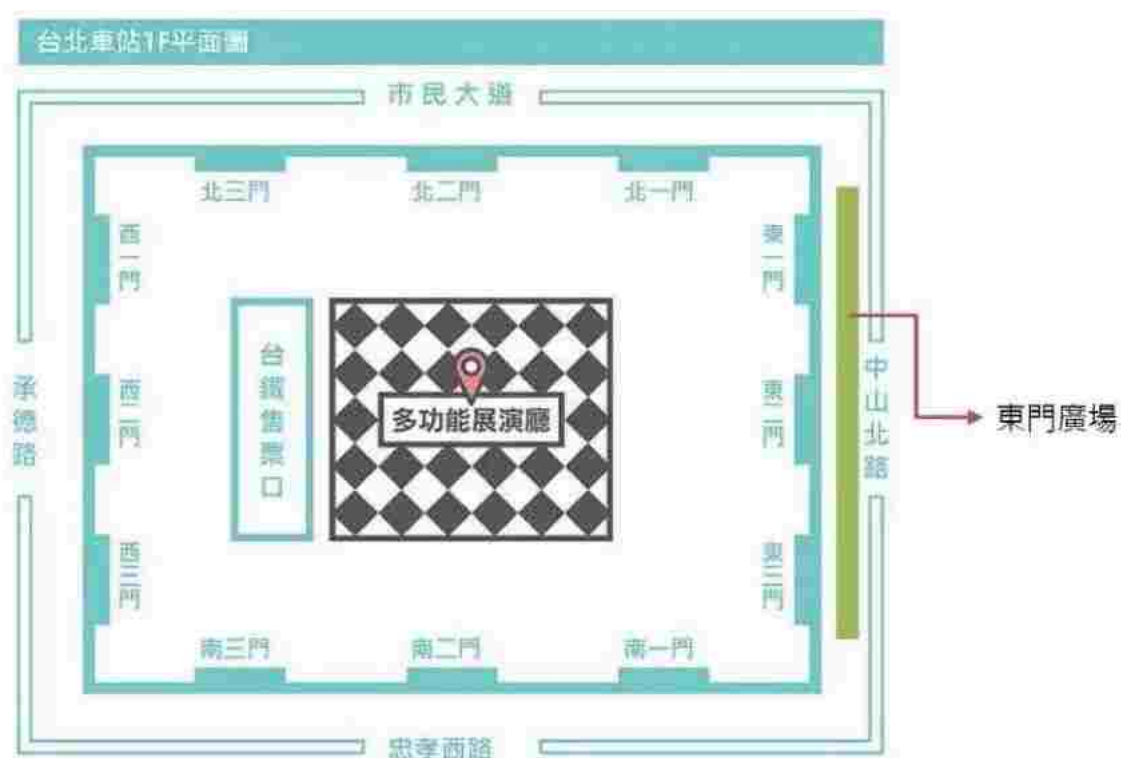 台北車站1F平面圖
市民大道
北三門
北二門
北一門
西一門
東一門
台鐵售票口
多功能展演廳
承德路
西二門
東二門
中山北路
東門廣場
西三門
東三門
南三門
南二門
南一門
忠孝西路